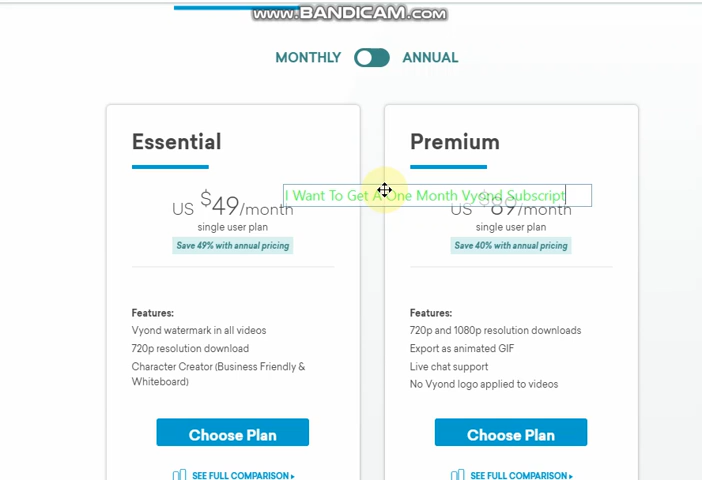 WWW.BANDICAM.COM
MONTHLY ANNUAL
Essential
Premium
I Want To Get A One Month Vyond Subscript
US $49/month
single user plan
Save 49% with annual pricing
US $89/month
single user plan
Save 40% with annual pricing
Features:
Vyond watermark in all videos
720p resolution download
Character Creator (Business Friendly &
Whiteboard)
Choose Plan
SEE FULL COMPARISON ▸
Features:
720p and 1080p resolution downloads
Export as animated GIF
Live chat support
No Vyond logo applied to videos
Choose Plan
SEE FULL COMPARISON ▸